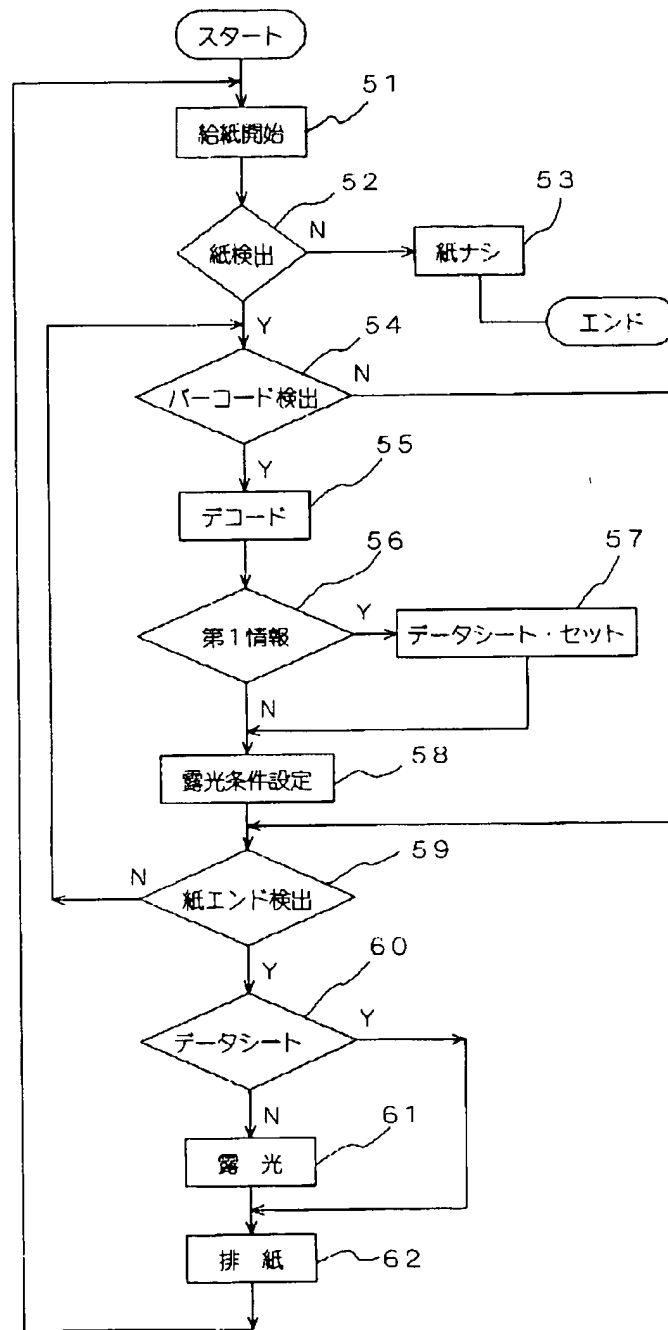 スタート
51
給紙開始
52
紙検出
N
53
紙ナシ
エンド
Y
54
バーコード検出
N
Y
55
デコード
56
第1情報
Y
57
データシート・セット
N
58
露光条件設定
59
紙エンド検出
N
Y
60
データシート
Y
N
61
露 光
排 紙
62